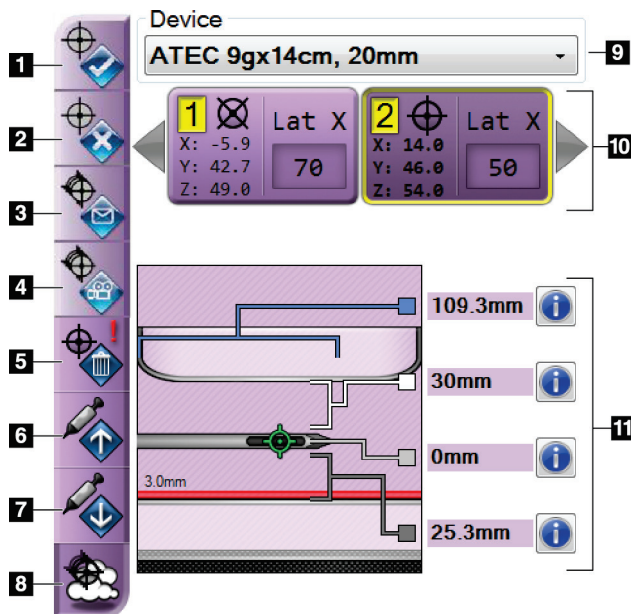 Device
1
ATEC 9gx14cm, 20mm
9
1 Lat X
X: -5.9
Y: 42.7
Z: 49.0
70
2 Lat X
X: 14.0
Y: 46.0
Z: 54.0
50
10
2
3
4
109.3mm
i
5
!
30mm
i
6
0mm
i
11
3.0mm
7
25.3mm
i
8